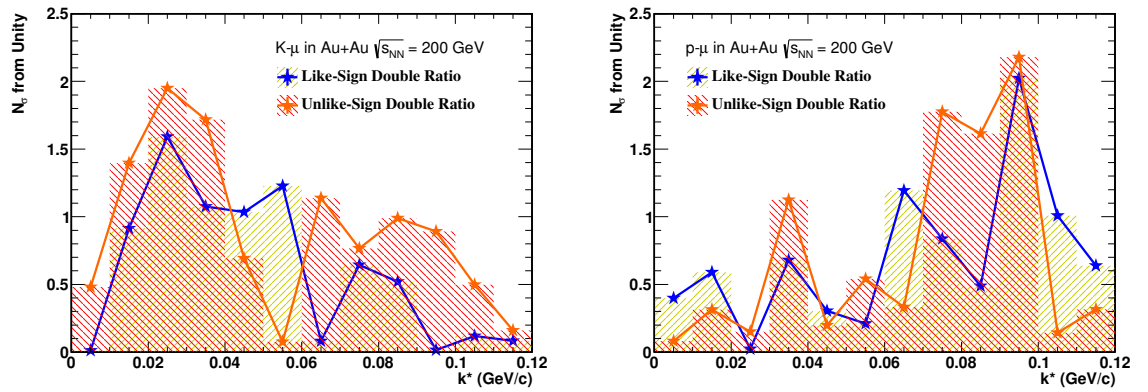 N_σ from Unity
2.5
2
1.5
1
0.5
0
K-μ in Au+Au √s_NN = 200 GeV
Like-Sign Double Ratio
Unlike-Sign Double Ratio
0 0.02 0.04 0.06 0.08 0.1 0.12
k* (GeV/c)
N_σ from Unity
2.5
2
1.5
1
0.5
0
p-μ in Au+Au √s_NN = 200 GeV
Like-Sign Double Ratio
Unlike-Sign Double Ratio
0 0.02 0.04 0.06 0.08 0.1 0.12
k* (GeV/c)